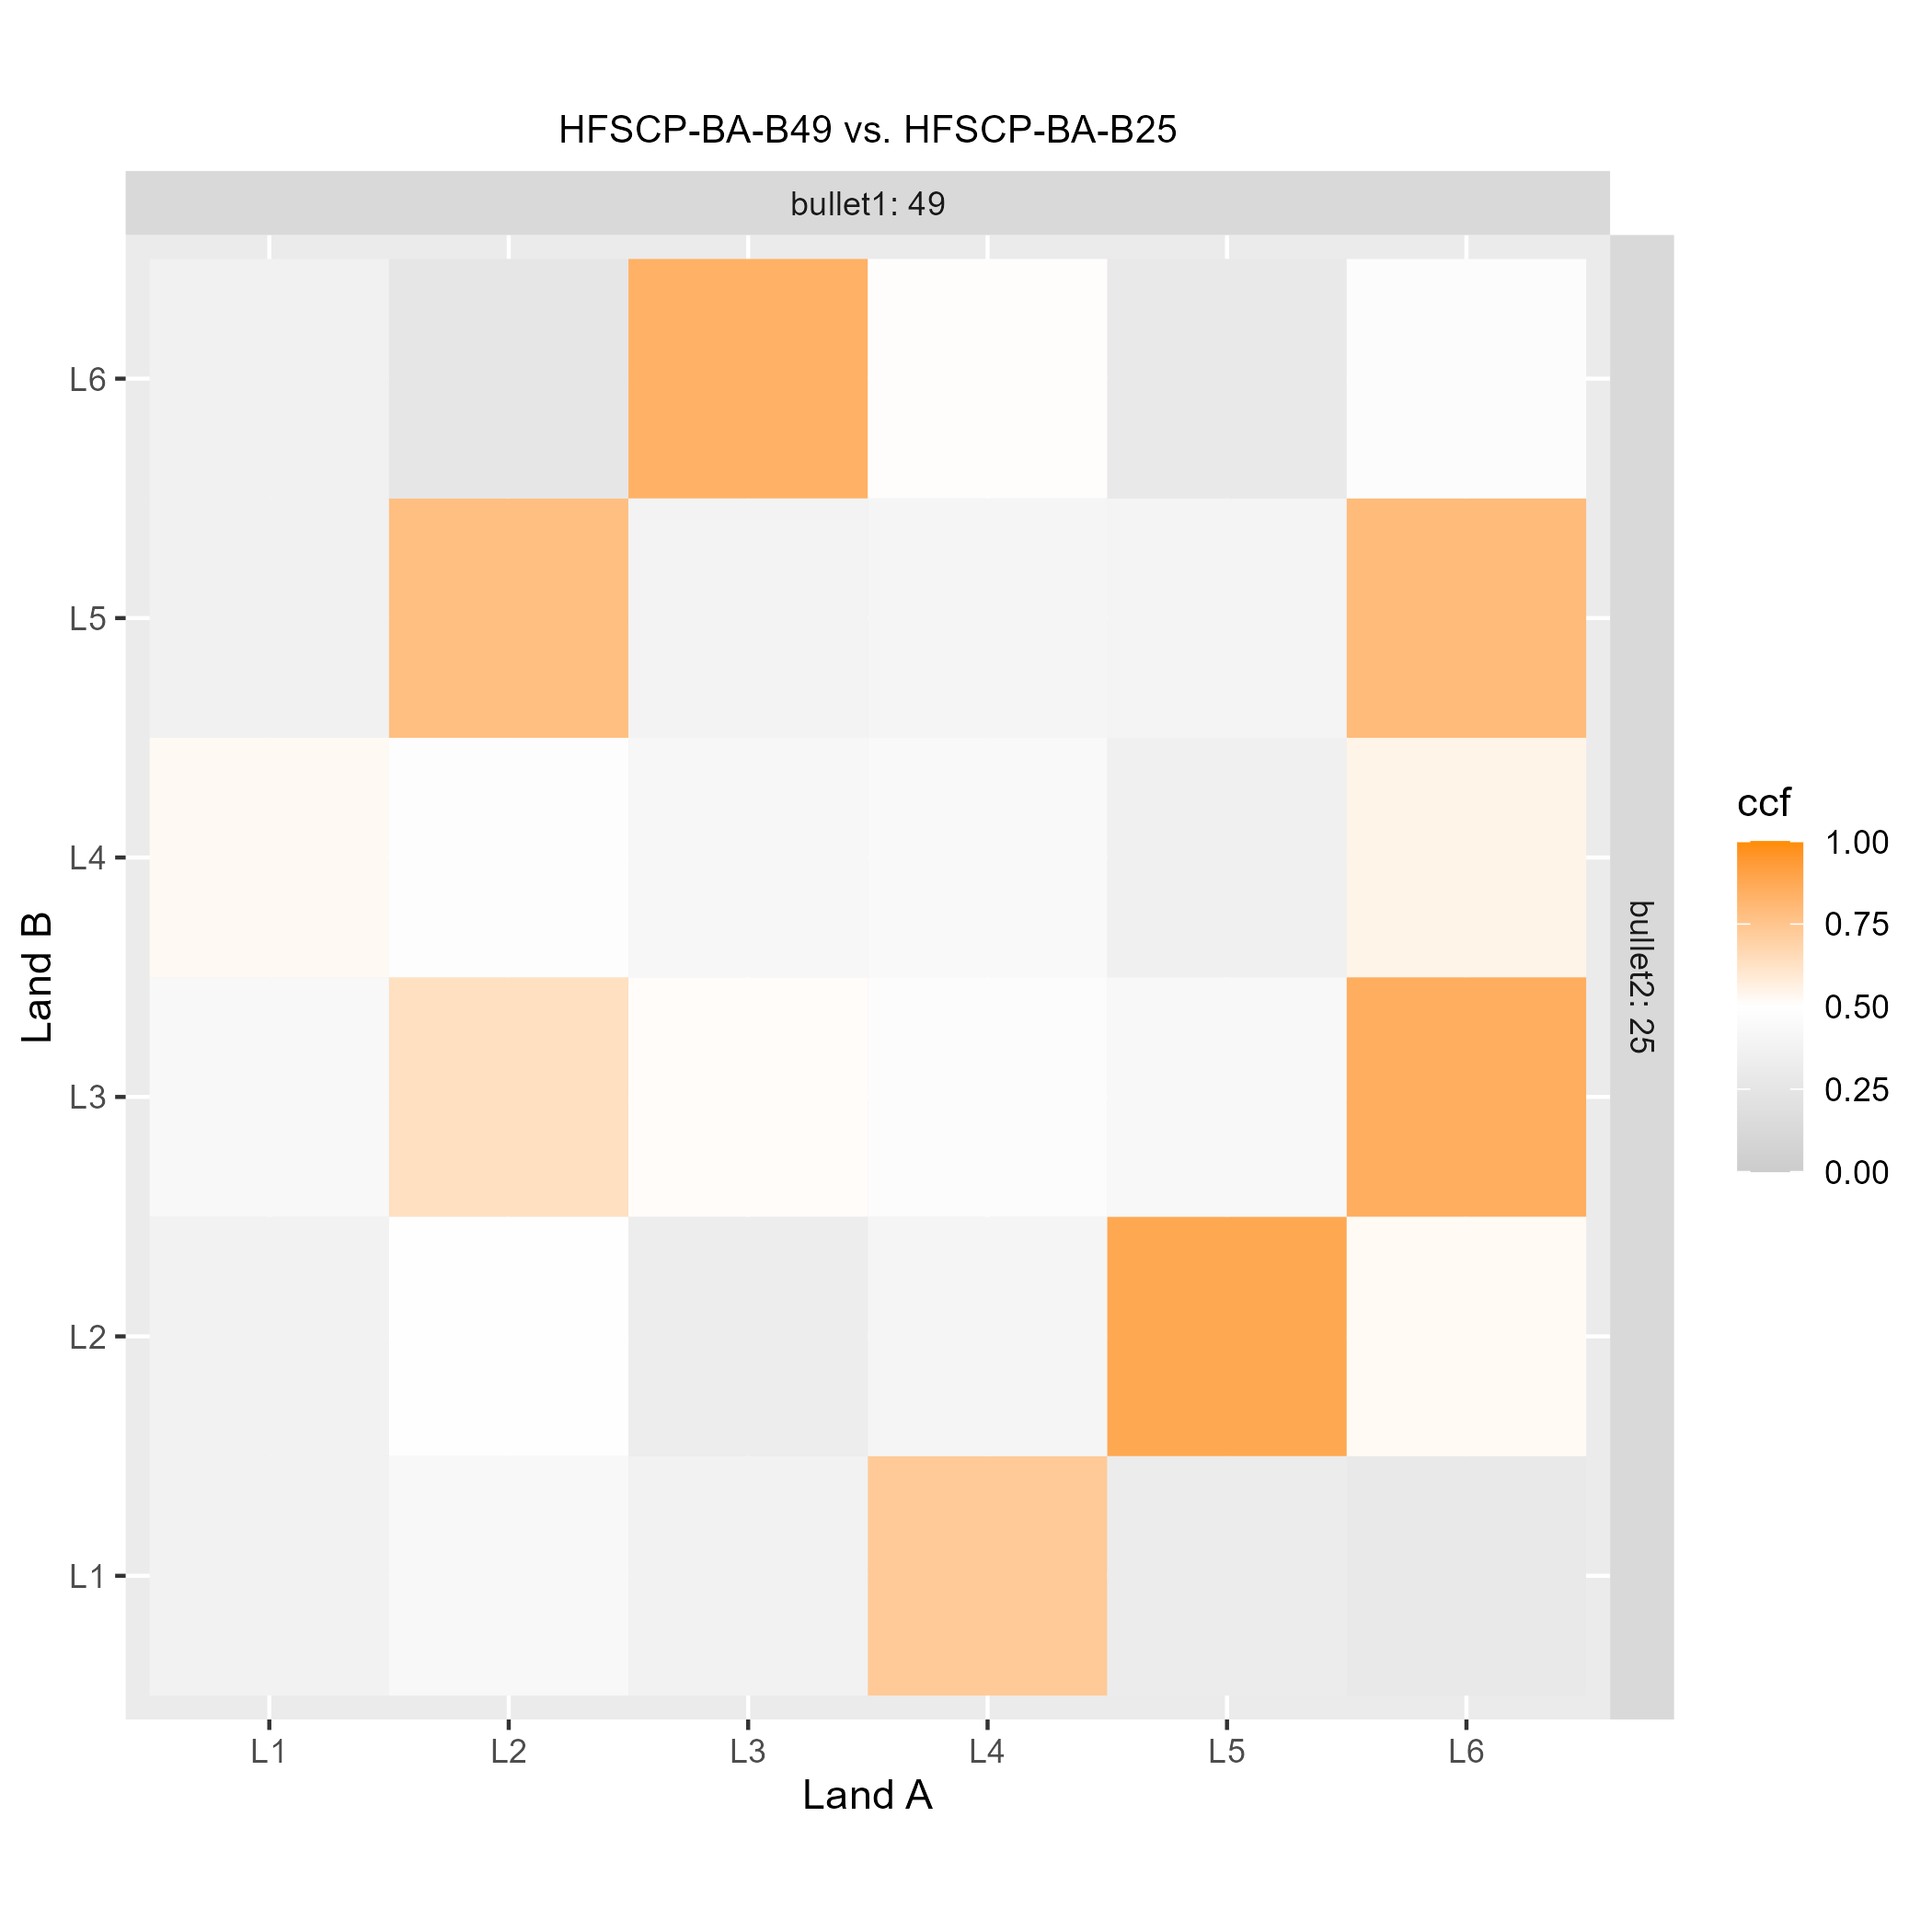 HFSCP-BA-B49 vs. HFSCP-BA-B25
bullet1: 49
L6
L5
L4
L3
L2
L1
Land B
bullet2: 25
L1 L2 L3 L4 L5 L6
Land A
ccf
1.00
0.75
0.50
0.25
0.00